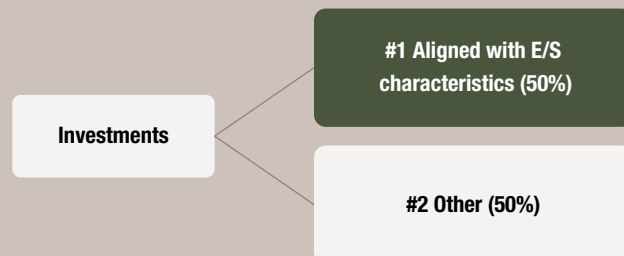 #1 Aligned with E/S
characteristics (50%)
Investments
#2 Other (50%)